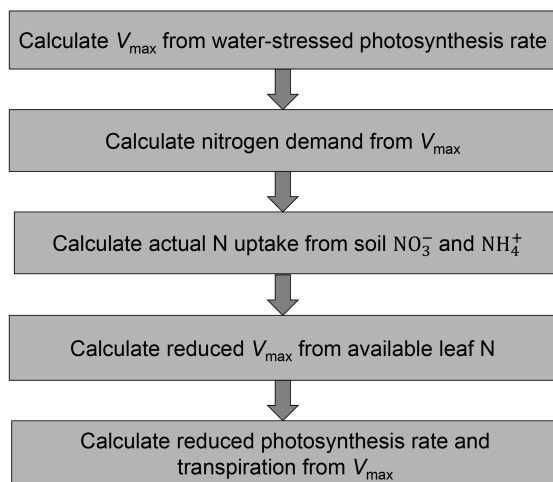 Calculate Vmax from water-stressed photosynthesis rate
Calculate nitrogen demand from Vmax
Calculate actual N uptake from soil NO₃⁻ and NH₄⁺
Calculate reduced Vmax from available leaf N
Calculate reduced photosynthesis rate and
transpiration from Vmax